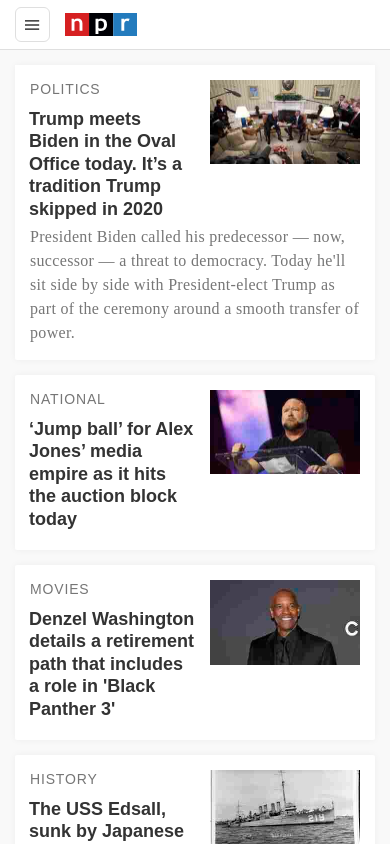 npr
POLITICS
Trump meets
Biden in the Oval
Office today. It’s a
tradition Trump
skipped in 2020
President Biden called his predecessor — now,
successor — a threat to democracy. Today he'll
sit side by side with President-elect Trump as
part of the ceremony around a smooth transfer of
power.
NATIONAL
‘Jump ball’ for Alex
Jones’ media
empire as it hits
the auction block
today
MOVIES
Denzel Washington
details a retirement
path that includes
a role in 'Black
Panther 3'
C
HISTORY
The USS Edsall,
sunk by Japanese
219